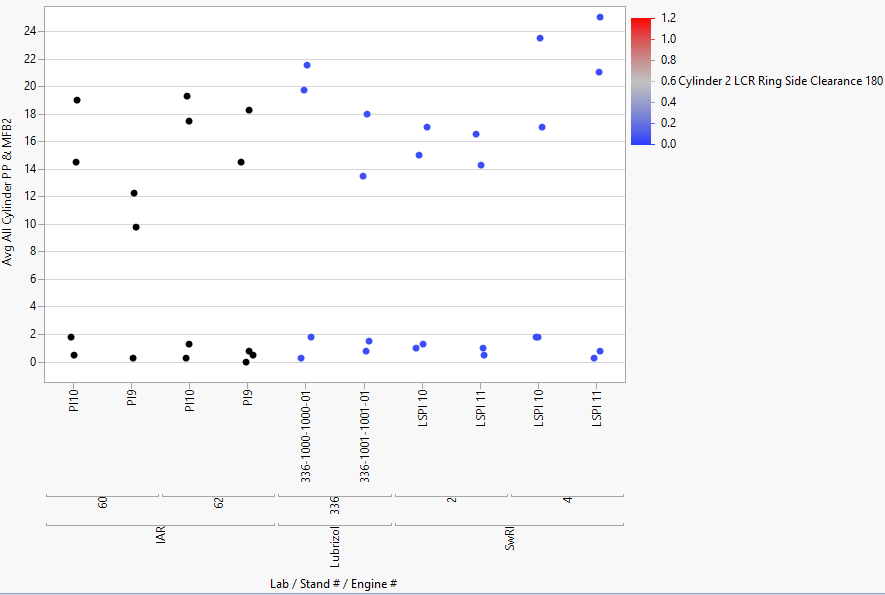 24
22
20
18
16
14
12
10
8
6
4
2
0
Avg All Cylinder PP & MFB2
1.2
1.0
0.8
0.6
0.4
0.2
0.0
Cylinder 2 LCR Ring Side Clearance 180
PI10
PI9
PI10
PI9
336-1000-1000-01
336-1001-1001-01
LSPI 10
LSPI 11
LSPI 10
LSPI 11
60
62
336
2
4
IAR
Lubrizol
SwRI
Lab / Stand # / Engine #